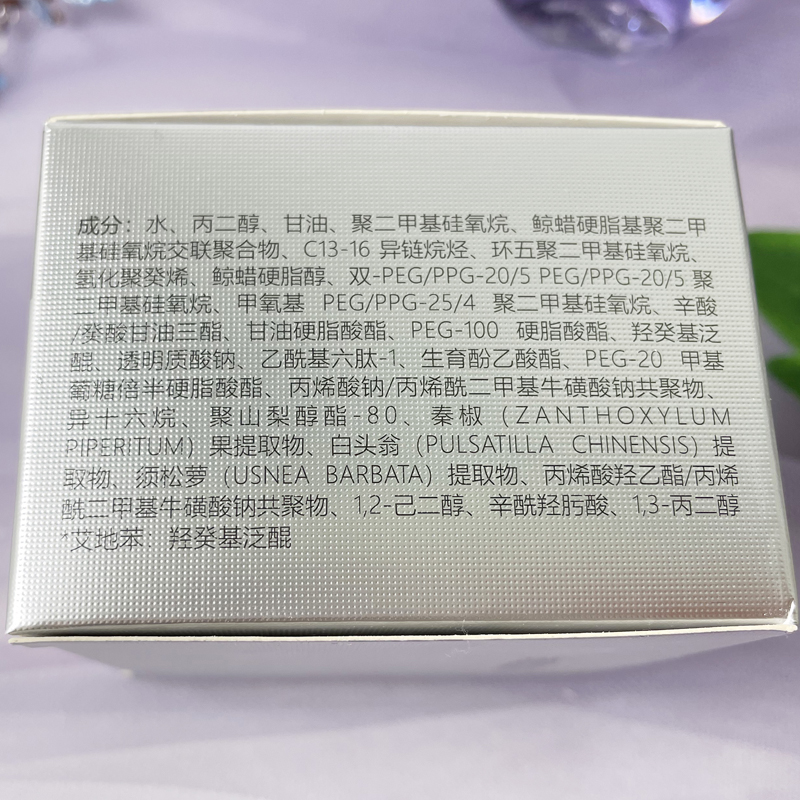 成分：水、丙二醇、甘油、聚二甲基硅氧烷、鲸蜡硬脂基聚二甲
基硅氧烷交联聚合物、C13-16 异链烷烃、环五聚二甲基硅氧烷、
氢化聚癸烯、鲸蜡硬脂醇、双-PEG/PPG-20/5 PEG/PPG-20/5 聚
二甲基硅氧烷、甲氧基 PEG/PPG-25/4 聚二甲基硅氧烷、辛酸
/癸酸甘油三酯、甘油硬脂酸酯、PEG-100 硬脂酸酯、羟癸基泛
醌、透明质酸钠、乙酰基六肽-1、生育酚乙酸酯、PEG-20 甲基
葡糖倍半硬脂酸酯、丙烯酸钠/丙烯酰二甲基牛磺酸钠共聚物、
异十六烷、聚山梨醇酯-80、秦椒（ZANTHOXYLUM
PIPERITUM）果提取物、白头翁（PULSATILLA CHINENSIS）提
取物、须松萝（USNEA BARBATA）提取物、丙烯酸羟乙酯/丙烯
酰二甲基牛磺酸钠共聚物、1,2-己二醇、辛酰羟肟酸、1,3-丙二醇
*艾地苯：羟癸基泛醌